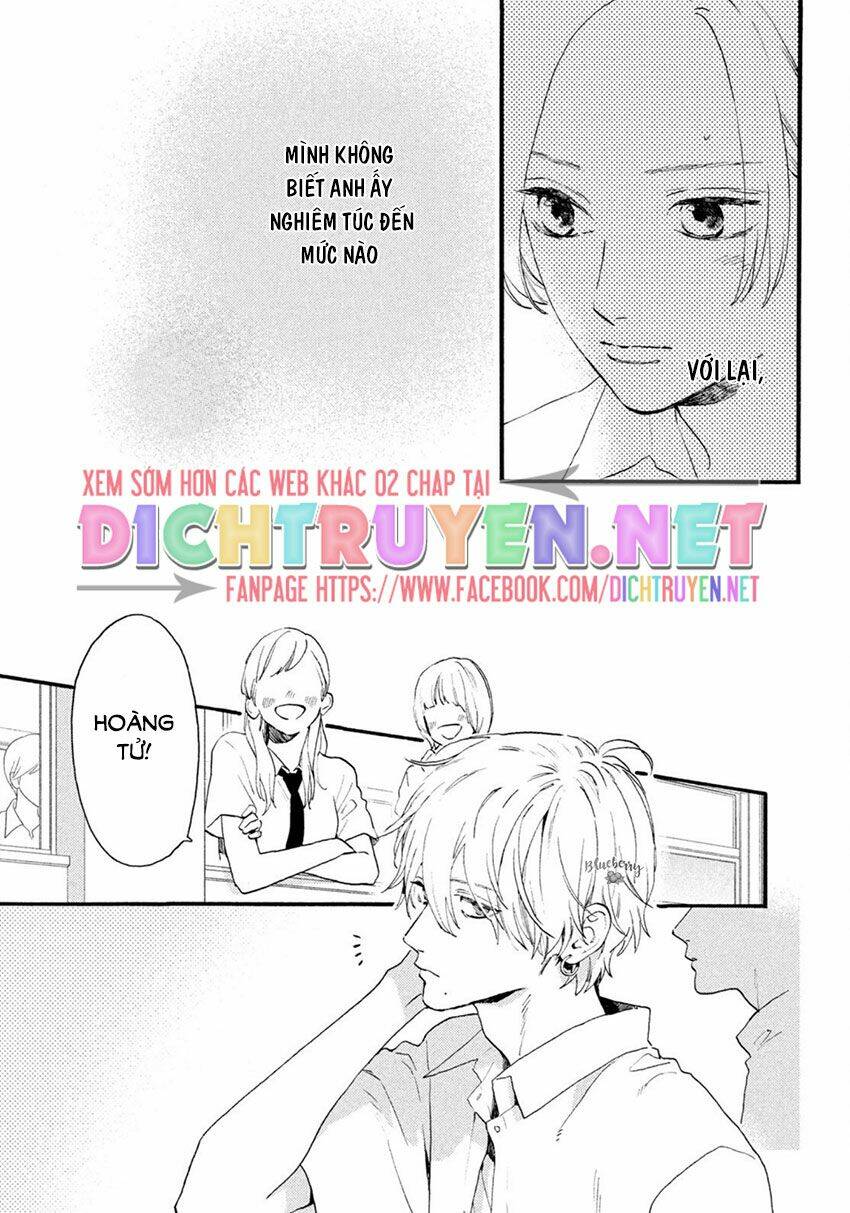 VỚI LẠI,
MÌNH KHÔNG
BIẾT ANH ẤY
NGHIÊM TÚC ĐẾN
MỨC NÀO
XEM SỚM HƠN CÁC WEB KHÁC 02 CHAP TẠI
DICHTRUYEN.NET
FANPAGE HTTPS://WWW.FACEBOOK.COM/DICHTRUYEN.NET
HOÀNG
TỬ!
Blueberry